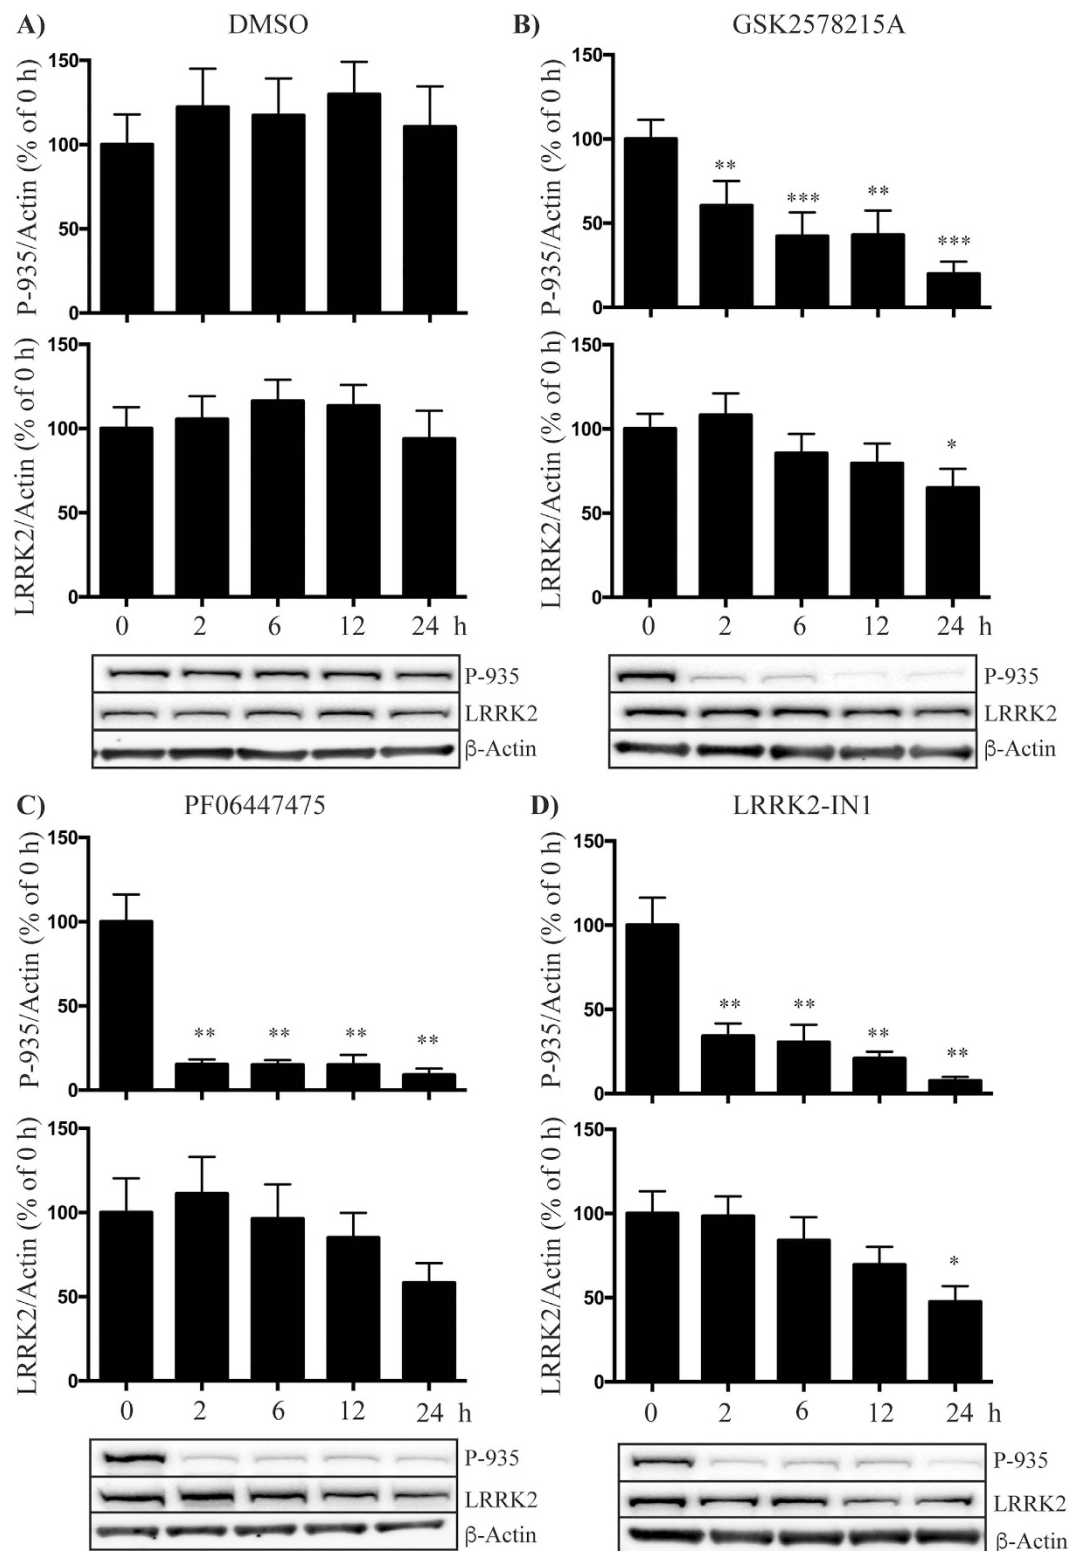 A) DMSO
P-935/Actin (% of 0 h)
150
100
50
0
LRRK2/Actin (% of 0 h)
150
100
50
0
0 2 6 12 24 h
P-935
LRRK2
β-Actin
B) GSK2578215A
P-935/Actin (% of 0 h)
150
100
50
0
** *** ** ***
LRRK2/Actin (% of 0 h)
150
100
50
0
*
0 2 6 12 24 h
P-935
LRRK2
β-Actin
C) PF06447475
P-935/Actin (% of 0 h)
150
100
50
0
** ** ** **
LRRK2/Actin (% of 0 h)
150
100
50
0
0 2 6 12 24 h
P-935
LRRK2
β-Actin
D) LRRK2-IN1
P-935/Actin (% of 0 h)
150
100
50
0
** ** ** **
LRRK2/Actin (% of 0 h)
150
100
50
0
*
0 2 6 12 24 h
P-935
LRRK2
β-Actin